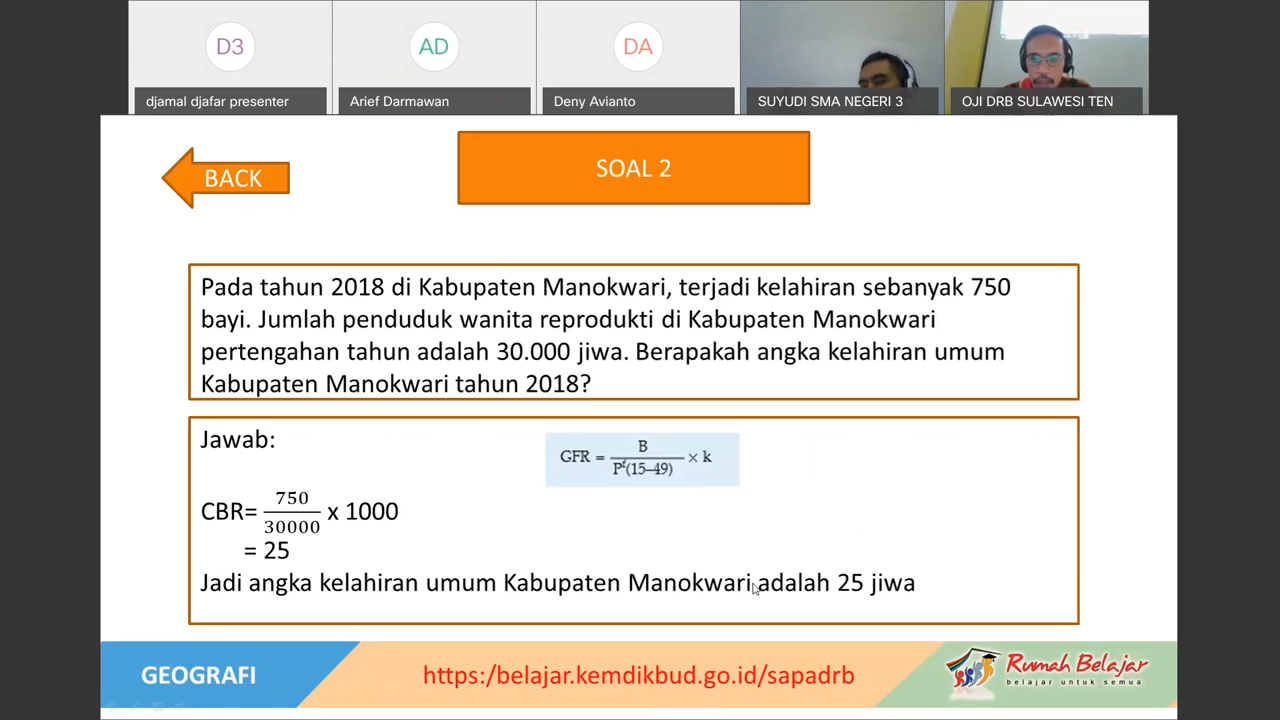 D3
AD
DA
djamal djafar presenter
Arief Darmawan
Deny Avianto
SUYUDI SMA NEGERI 3
OJI DRB SULAWESI TEN
BACK
SOAL 2
Pada tahun 2018 di Kabupaten Manokwari, terjadi kelahiran sebanyak 750
bayi. Jumlah penduduk wanita reprodukti di Kabupaten Manokwari
pertengahan tahun adalah 30.000 jiwa. Berapakah angka kelahiran umum
Kabupaten Manokwari tahun 2018?
Jawab:
GFR = B / Pᵗ(15–49) × k
CBR= 750/30000 x 1000
= 25
Jadi angka kelahiran umum Kabupaten Manokwari adalah 25 jiwa
GEOGRAFI
https:/belajar.kemdikbud.go.id/sapadrb
Rumah Belajar
belajar untuk semua